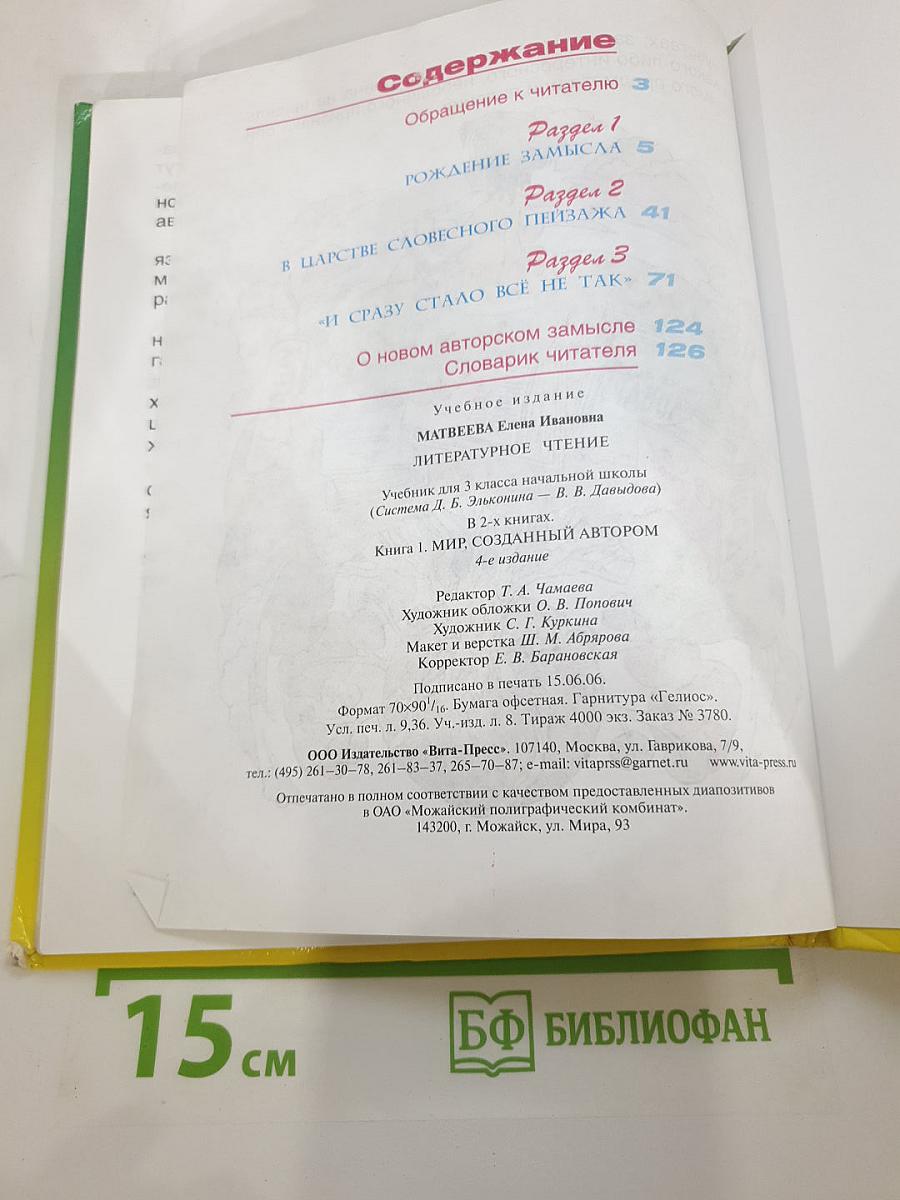 Содержание
Обращение к читателю 3
Раздел 1
РОЖДЕНИЕ ЗАМЫСЛА 5
Раздел 2
В ЦАРСТВЕ СЛОВЕСНОГО ПЕЙЗАЖА 41
Раздел 3
«И СРАЗУ СТАЛО ВСЁ НЕ ТАК» 71
О новом авторском замысле 124
Словарик читателя 126
Учебное издание
МАТВЕЕВА Елена Ивановна
ЛИТЕРАТУРНОЕ ЧТЕНИЕ
Учебник для 3 класса начальной школы
(Система Д. Б. Эльконина — В. В. Давыдова)
В 2-х книгах.
Книга 1. МИР, СОЗДАННЫЙ АВТОРОМ
4-е издание
Редактор Т. А. Чамаева
Художник обложки О. В. Попович
Художник С. Г. Куркина
Макет и верстка Ш. М. Абрярова
Корректор Е. В. Барановская
Подписано в печать 15.06.06.
Формат 70×90 1/16. Бумага офсетная. Гарнитура «Гелиос».
Усл. печ. л. 9,36. Уч.-изд. л. 8. Тираж 4000 экз. Заказ № 3780.
ООО Издательство «Вита-Пресс». 107140, Москва, ул. Гаврикова, 7/9,
тел.: (495) 261–30–78, 261–83–37, 265–70–87; e-mail: vitaprss@garnet.ru www.vita-press.ru
Отпечатано в полном соответствии с качеством предоставленных диапозитивов
в ОАО «Можайский полиграфический комбинат».
143200, г. Можайск, ул. Мира, 93
15 см
БФ БИБЛИОФАН